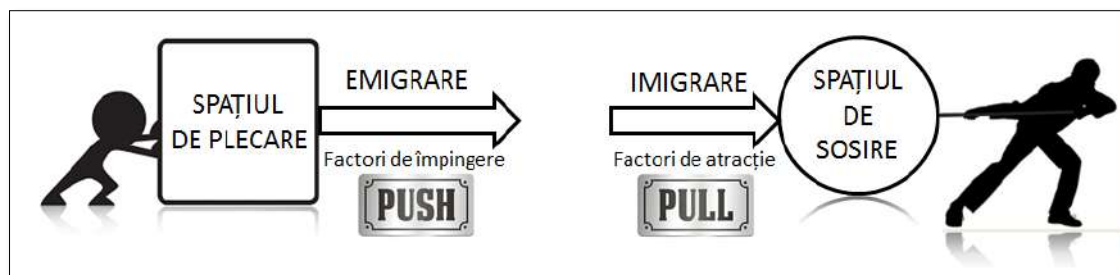 SPAȚIUL
DE PLECARE
EMIGRARE
Factori de împingere
PUSH
IMIGRARE
Factori de atracție
PULL
SPAȚIUL
DE
SOSIRE